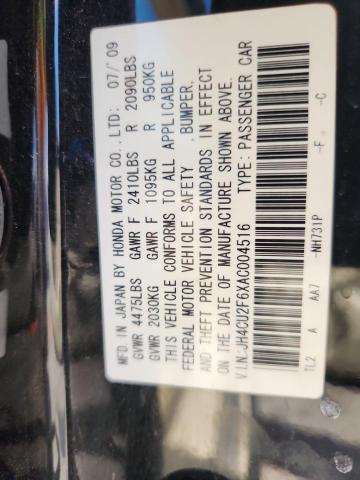 MFD. IN JAPAN BY HONDA MOTOR CO., LTD: 07/'09
GVWR 4475LBS GAWR F 2410LBS R 2090LBS
GVWR 2030KG GAWR F 1095KG R 950KG
THIS VEHICLE CONFORMS TO ALL APPLICABLE
FEDERAL MOTOR VEHICLE SAFETY , BUMPER,
AND THEFT PREVENTION STANDARDS IN EFFECT
ON THE DATE OF MANUFACTURE SHOWN ABOVE.
V.I.N:JH4CU2F6XAC004516 TYPE: PASSENGER CAR
TL2 A AA7 -NH731P -F -C